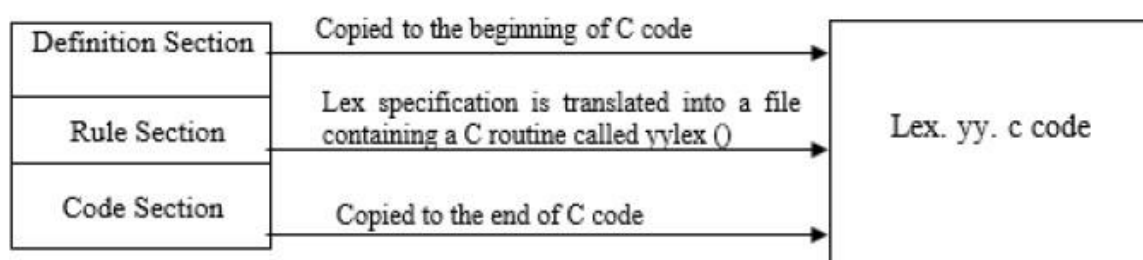 Definition Section
Copied to the beginning of C code
Rule Section
Lex specification is translated into a file
containing a C routine called yylex ()
Lex. yy. c code
Code Section
Copied to the end of C code